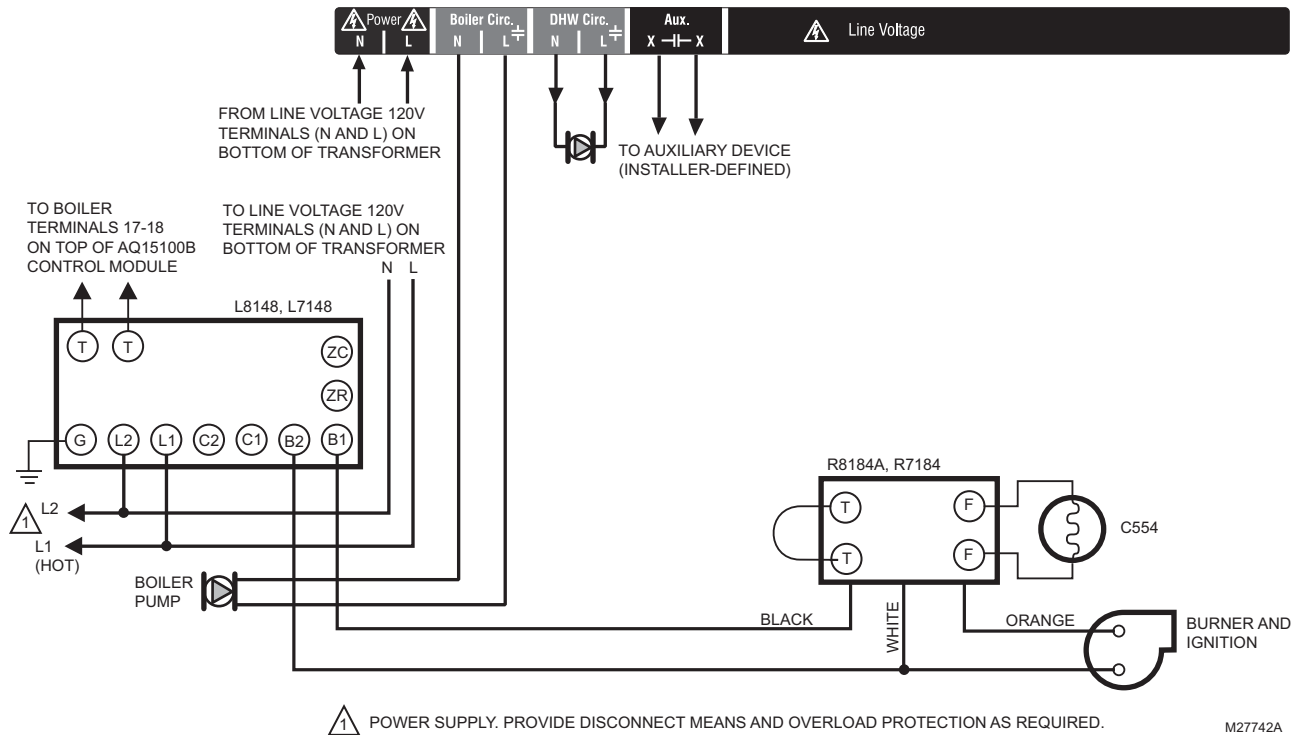 Power
Boiler Circ.
DHW Circ.
Aux.
N L
N L
N L
X X
Line Voltage
FROM LINE VOLTAGE 120V
TERMINALS (N AND L) ON
BOTTOM OF TRANSFORMER
TO AUXILIARY DEVICE
(INSTALLER-DEFINED)
TO BOILER
TERMINALS 17-18
ON TOP OF AQ15100B
CONTROL MODULE
TO LINE VOLTAGE 120V
TERMINALS (N AND L) ON
BOTTOM OF TRANSFORMER
N L
L8148, L7148
T T
ZC
ZR
G L2 L1 C2 C1 B2 B1
1
L2
L1
(HOT)
BOILER
PUMP
R8184A, R7184
T F
T F
C554
BLACK
WHITE
ORANGE
BURNER AND
IGNITION
1 POWER SUPPLY. PROVIDE DISCONNECT MEANS AND OVERLOAD PROTECTION AS REQUIRED.
M27742A